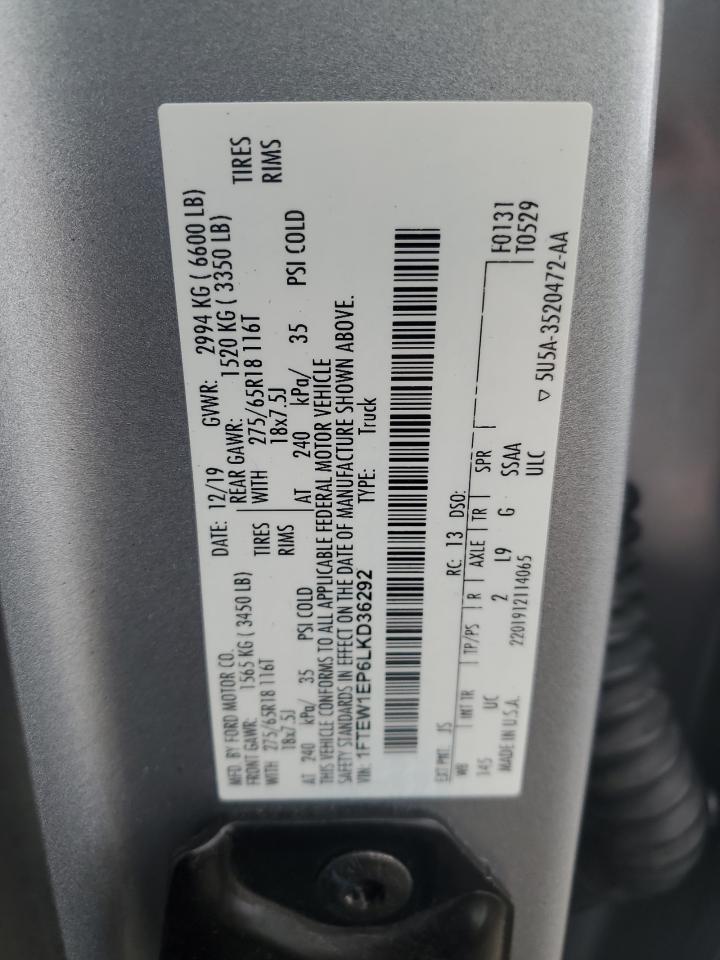 MFD. BY FORD MOTOR CO.
DATE: 12/19 GVWR: 2994 KG ( 6600 LB)
FRONT GAWR: 1565 KG ( 3450 LB) REAR GAWR: 1520 KG ( 3350 LB)
WITH 275/65R18 116T TIRES WITH 275/65R18 116T TIRES
18x7.5J RIMS 18x7.5J RIMS
AT 240 kPa/ 35 PSI COLD AT 240 kPa/ 35 PSI COLD
THIS VEHICLE CONFORMS TO ALL APPLICABLE FEDERAL MOTOR VEHICLE
SAFETY STANDARDS IN EFFECT ON THE DATE OF MANUFACTURE SHOWN ABOVE.
VIN: 1FTEW1EP6LKD36292 TYPE: Truck
EXT PNT: JS RC: 13 DSO: F0131
WB INT TR TP/PS R AXLE TR SPR T0529
145 UC 2 L9 G SSAA
MADE IN U.S.A. 2201912114065 ULC ▽ 5U5A-3520472-AA